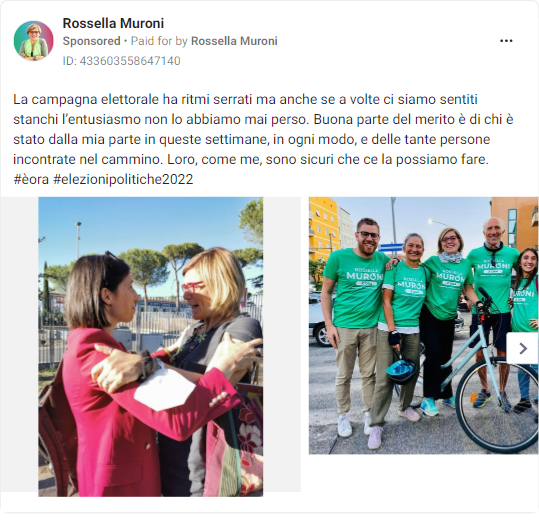 Rossella Muroni
Sponsored • Paid for by Rossella Muroni
ID: 433603558647140
La campagna elettorale ha ritmi serrati ma anche se a volte ci siamo sentiti
stanchi l'entusiasmo non lo abbiamo mai perso. Buona parte del merito è di chi è
stato dalla mia parte in queste settimane, in ogni modo, e delle tante persone
incontrate nel cammino. Loro, come me, sono sicuri che ce la possiamo fare.
#èora #elezionipolitiche2022
ROSSELLA
MURONI
MURONI
ROSSELLA
MURONI
MURONI
MURONI